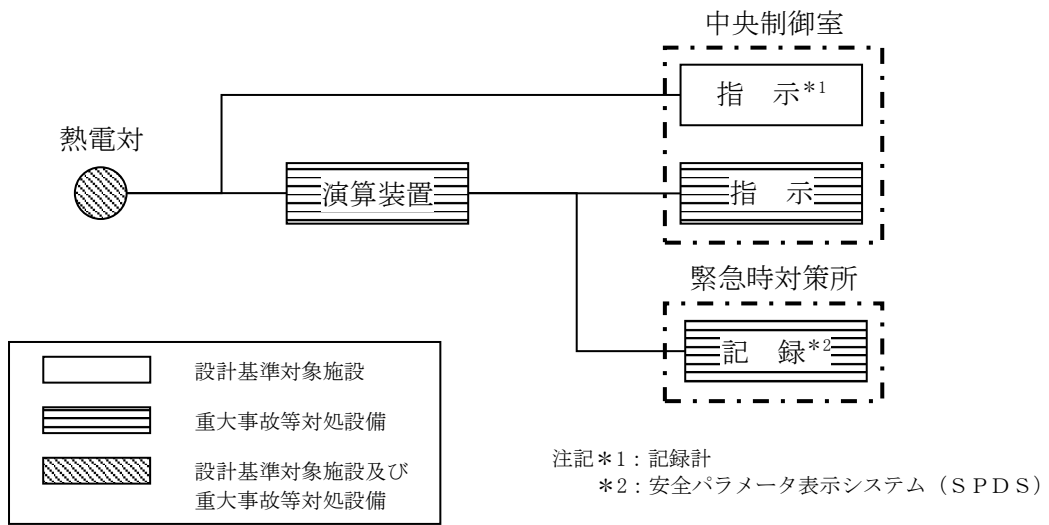 中央制御室
指 示*1
熱電対
演算装置
指 示
緊急時対策所
記 録*2
設計基準対象施設
重大事故等対処設備
設計基準対象施設及び
重大事故等対処設備
注記*1:記録計
*2:安全パラメータ表示システム(SPDS)